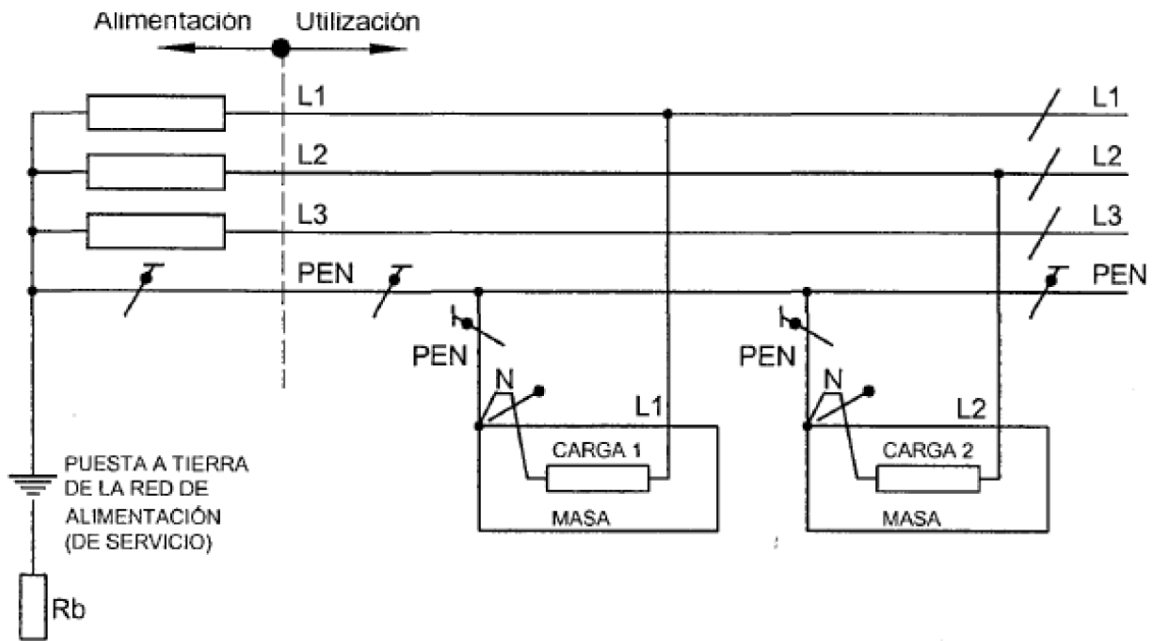 Alimentación Utilización
L1 L1
L2 L2
L3 L3
PEN PEN
PEN PEN
N N
L1 L2
CARGA 1 CARGA 2
MASA MASA
PUESTA A TIERRA
DE LA RED DE
ALIMENTACIÓN
(DE SERVICIO)
Rb